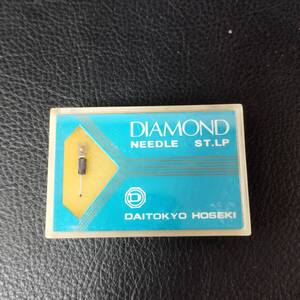 DIAMOND
NEEDLE ST.LP
D
DAITOKYO HOSEKI